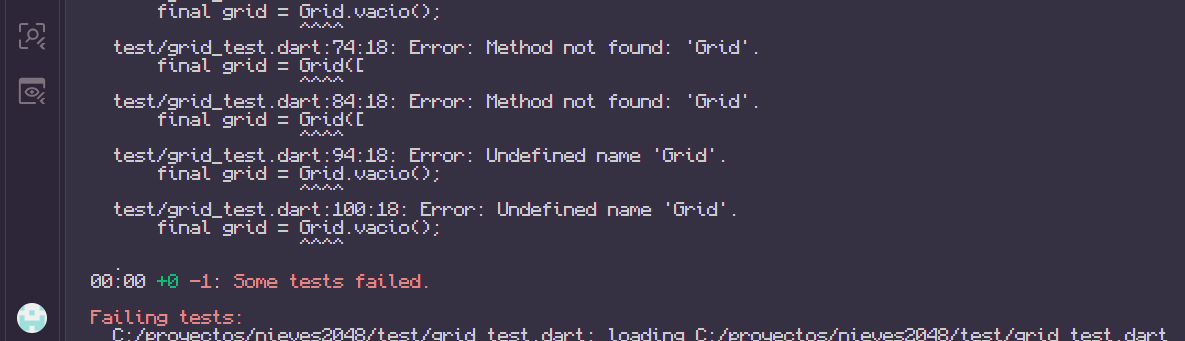 final grid = Grid.vacio();
^^^^
test/grid_test.dart:74:18: Error: Method not found: 'Grid'.
final grid = Grid([
^^^^
test/grid_test.dart:84:18: Error: Method not found: 'Grid'.
final grid = Grid([
^^^^
test/grid_test.dart:94:18: Error: Undefined name 'Grid'.
final grid = Grid.vacio();
^^^^
test/grid_test.dart:100:18: Error: Undefined name 'Grid'.
final grid = Grid.vacio();
^^^^
.
00:00 +0 -1: Some tests failed.
Failing tests:
C:/proyectos/nieves2048/test/grid_test.dart: loading C:/proyectos/nieves2048/test/grid_test.dart